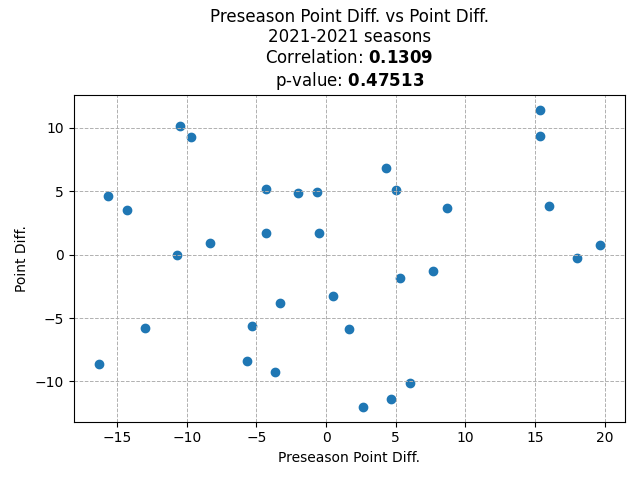 Preseason Point Diff. vs Point Diff.
2021-2021 seasons
Correlation: 0.1309
p-value: 0.47513
10
5
0
−5
−10
Point Diff.
−15
−10
−5
0
5
10
15
20
Preseason Point Diff.